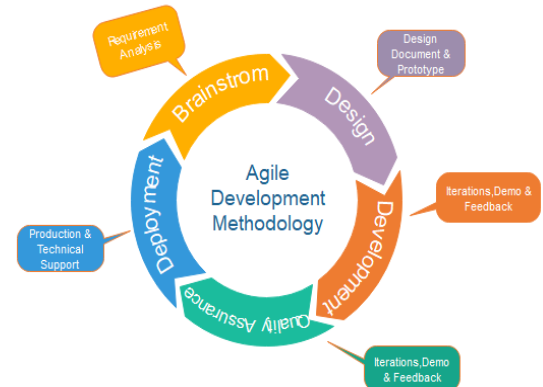 Requirement
Analysis
Brainstrom
Design
Design
Document &
Prototype
Agile
Development
Methodology
Development
Iterations,Demo
& Feedback
Quality Assurance
Iterations,Demo
& Feedback
Deployment
Production &
Technical
Support